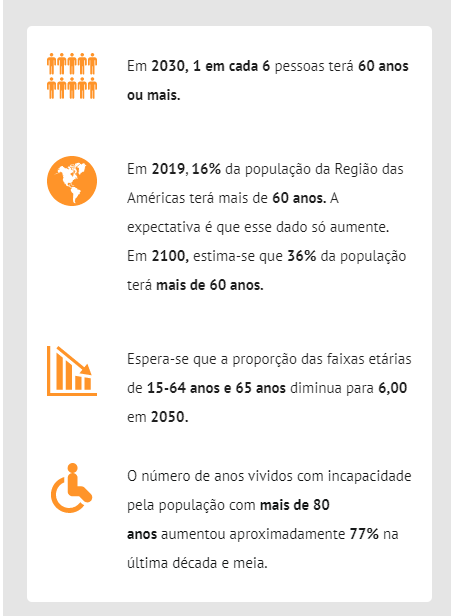 Em 2030, 1 em cada 6 pessoas terá 60 anos
ou mais.
Em 2019, 16% da população da Região das
Américas terá mais de 60 anos. A
expectativa é que esse dado só aumente.
Em 2100, estima-se que 36% da população
terá mais de 60 anos.
Espera-se que a proporção das faixas etárias
de 15-64 anos e 65 anos diminua para 6,00
em 2050.
O número de anos vividos com incapacidade
pela população com mais de 80
anos aumentou aproximadamente 77% na
última década e meia.